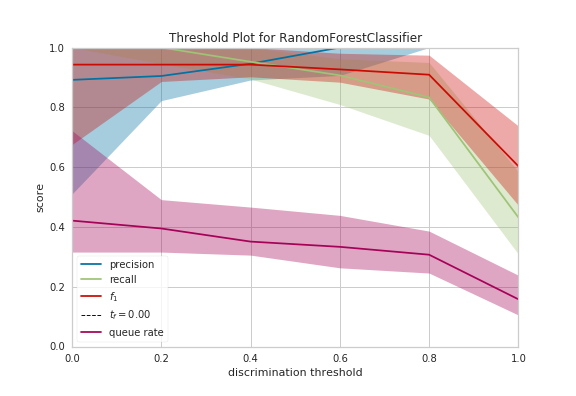 Threshold Plot for RandomForestClassifier
score
1.0
0.8
0.6
0.4
0.2
0.0
precision
recall
f1
tf = 0.00
queue rate
0.0 0.2 0.4 0.6 0.8 1.0
discrimination threshold